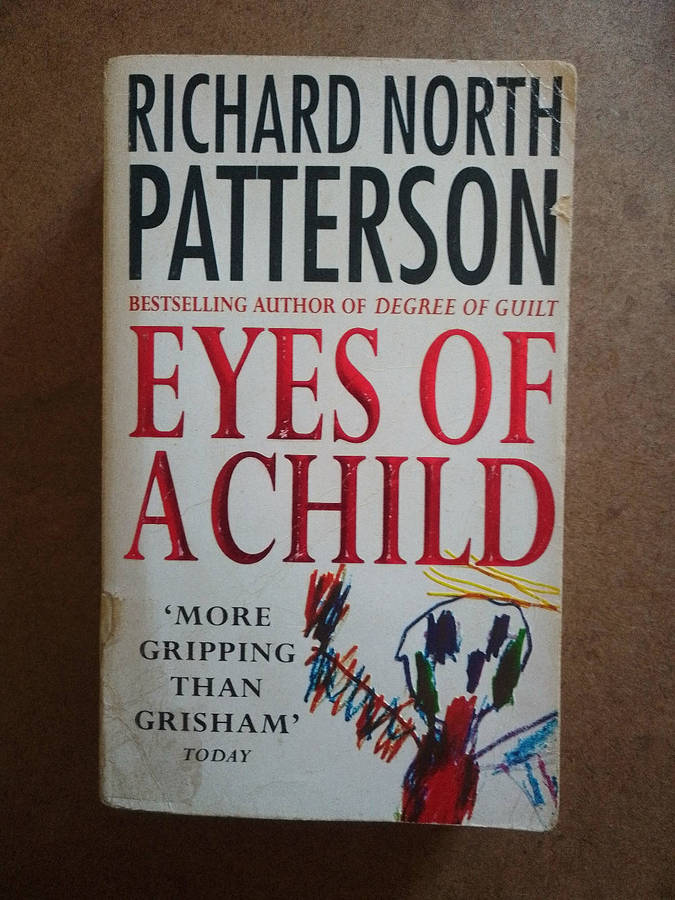 RICHARD NORTH
PATTERSON
BESTSELLING AUTHOR OF DEGREE OF GUILT
EYES OF
A CHILD
‘MORE
GRIPPING
THAN
GRISHAM’
TODAY